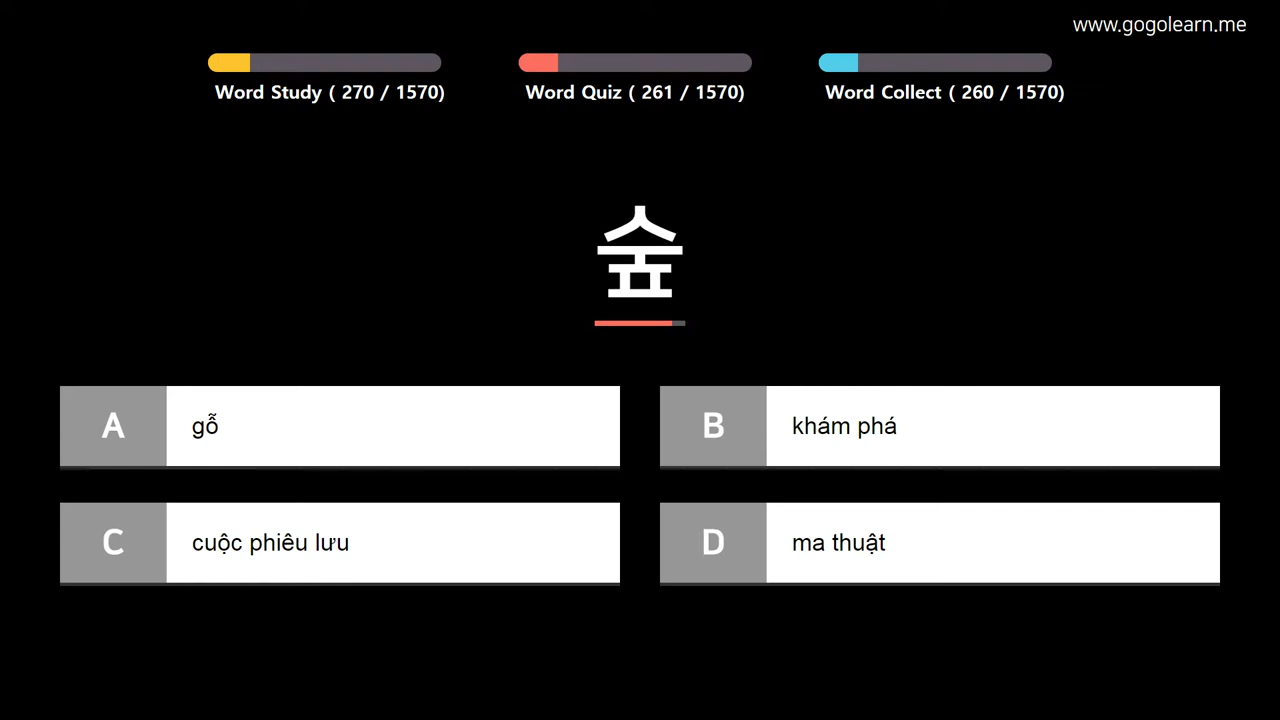 www.gogolearn.me
Word Study ( 270 / 1570)
Word Quiz ( 261 / 1570)
Word Collect ( 260 / 1570)
숲
A gỗ
B khám phá
C cuộc phiêu lưu
D ma thuật